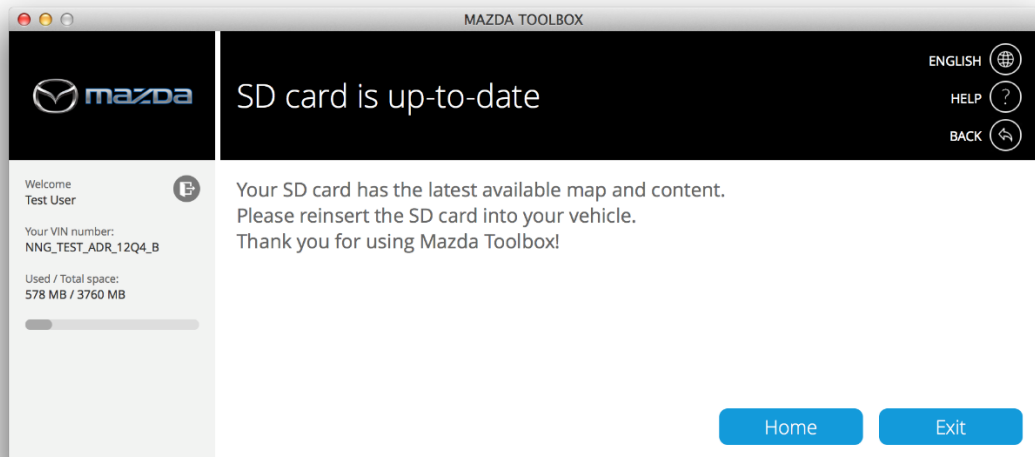 MAZDA TOOLBOX
mazda
SD card is up-to-date
ENGLISH
HELP
?
BACK
Welcome
Test User
Your VIN number:
NNG_TEST_ADR_12Q4_B
Used / Total space:
578 MB / 3760 MB
Your SD card has the latest available map and content.
Please reinsert the SD card into your vehicle.
Thank you for using Mazda Toolbox!
Home
Exit